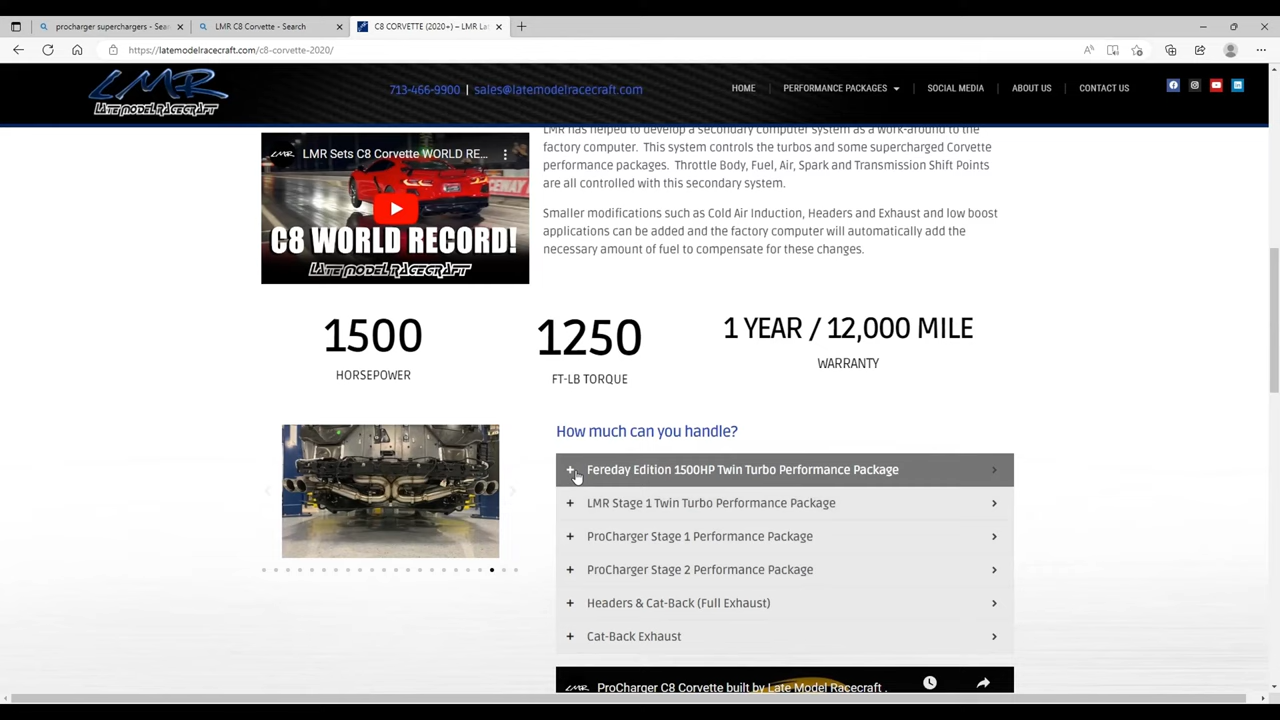 procharger superchargers - Sea
LMR C8 Corvette - Search
C8 CORVETTE (2020+) – LMR La
https://latemodelracecraft.com/c8-corvette-2020/
LMR
LATE MODEL RACECRAFT
713-466-9900 | sales@latemodelracecraft.com
HOME
PERFORMANCE PACKAGES
SOCIAL MEDIA
ABOUT US
CONTACT US
LMR has helped to develop a secondary computer system as a work-around to the
factory computer. This system controls the turbos and some supercharged Corvette
performance packages. Throttle Body, Fuel, Air, Spark and Transmission Shift Points
are all controlled with this secondary system.
Smaller modifications such as Cold Air Induction, Headers and Exhaust and low boost
applications can be added and the factory computer will automatically add the
necessary amount of fuel to compensate for these changes.
LMR Sets C8 Corvette WORLD RE...
C8 WORLD RECORD!
LATE MODEL RACECRAFT
1500
HORSEPOWER
1250
FT-LB TORQUE
1 YEAR / 12,000 MILE
WARRANTY
How much can you handle?
+ Fereday Edition 1500HP Twin Turbo Performance Package
+ LMR Stage 1 Twin Turbo Performance Package
+ ProCharger Stage 1 Performance Package
+ ProCharger Stage 2 Performance Package
+ Headers & Cat-Back (Full Exhaust)
+ Cat-Back Exhaust
ProCharger C8 Corvette built by Late Model Racecraft .